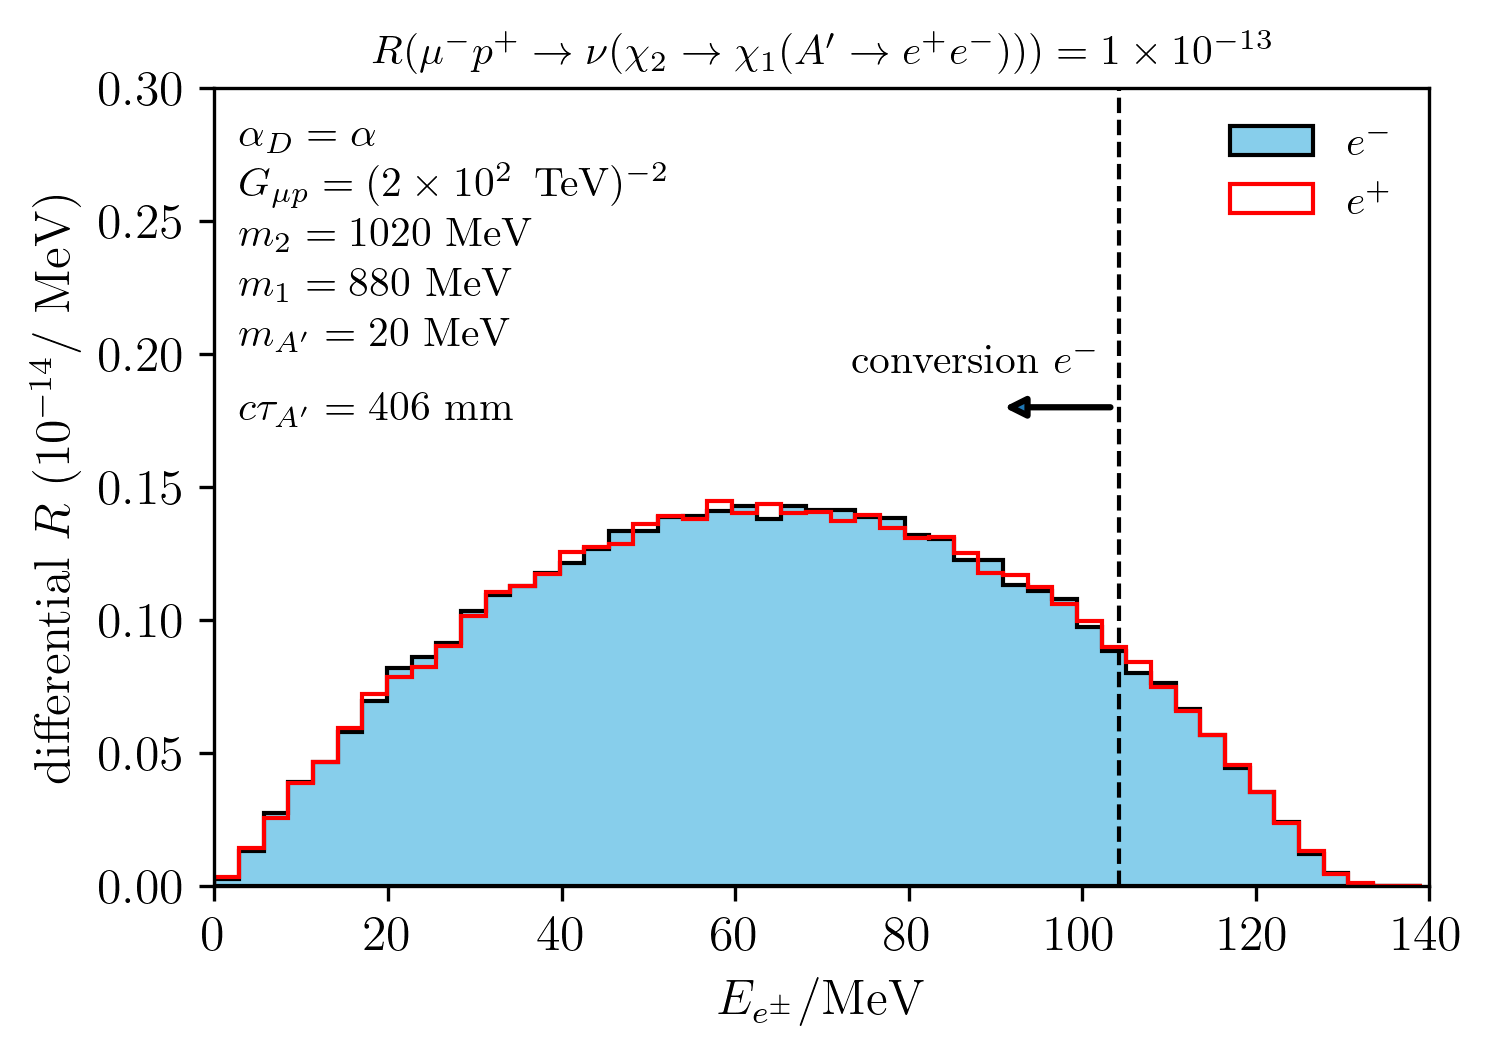 R(μ⁻p⁺ → ν(χ₂ → χ₁(A′ → e⁺e⁻))) = 1 × 10⁻¹³
0.30
0.25
0.20
0.15
0.10
0.05
0.00
differential R (10⁻¹⁴/ MeV)
α_D = α
G_μp = (2 × 10² TeV)⁻²
m₂ = 1020 MeV
m₁ = 880 MeV
m_A′ = 20 MeV
cτ_A′ = 406 mm
e⁻
e⁺
conversion e⁻
0 20 40 60 80 100 120 140
E_e±/MeV